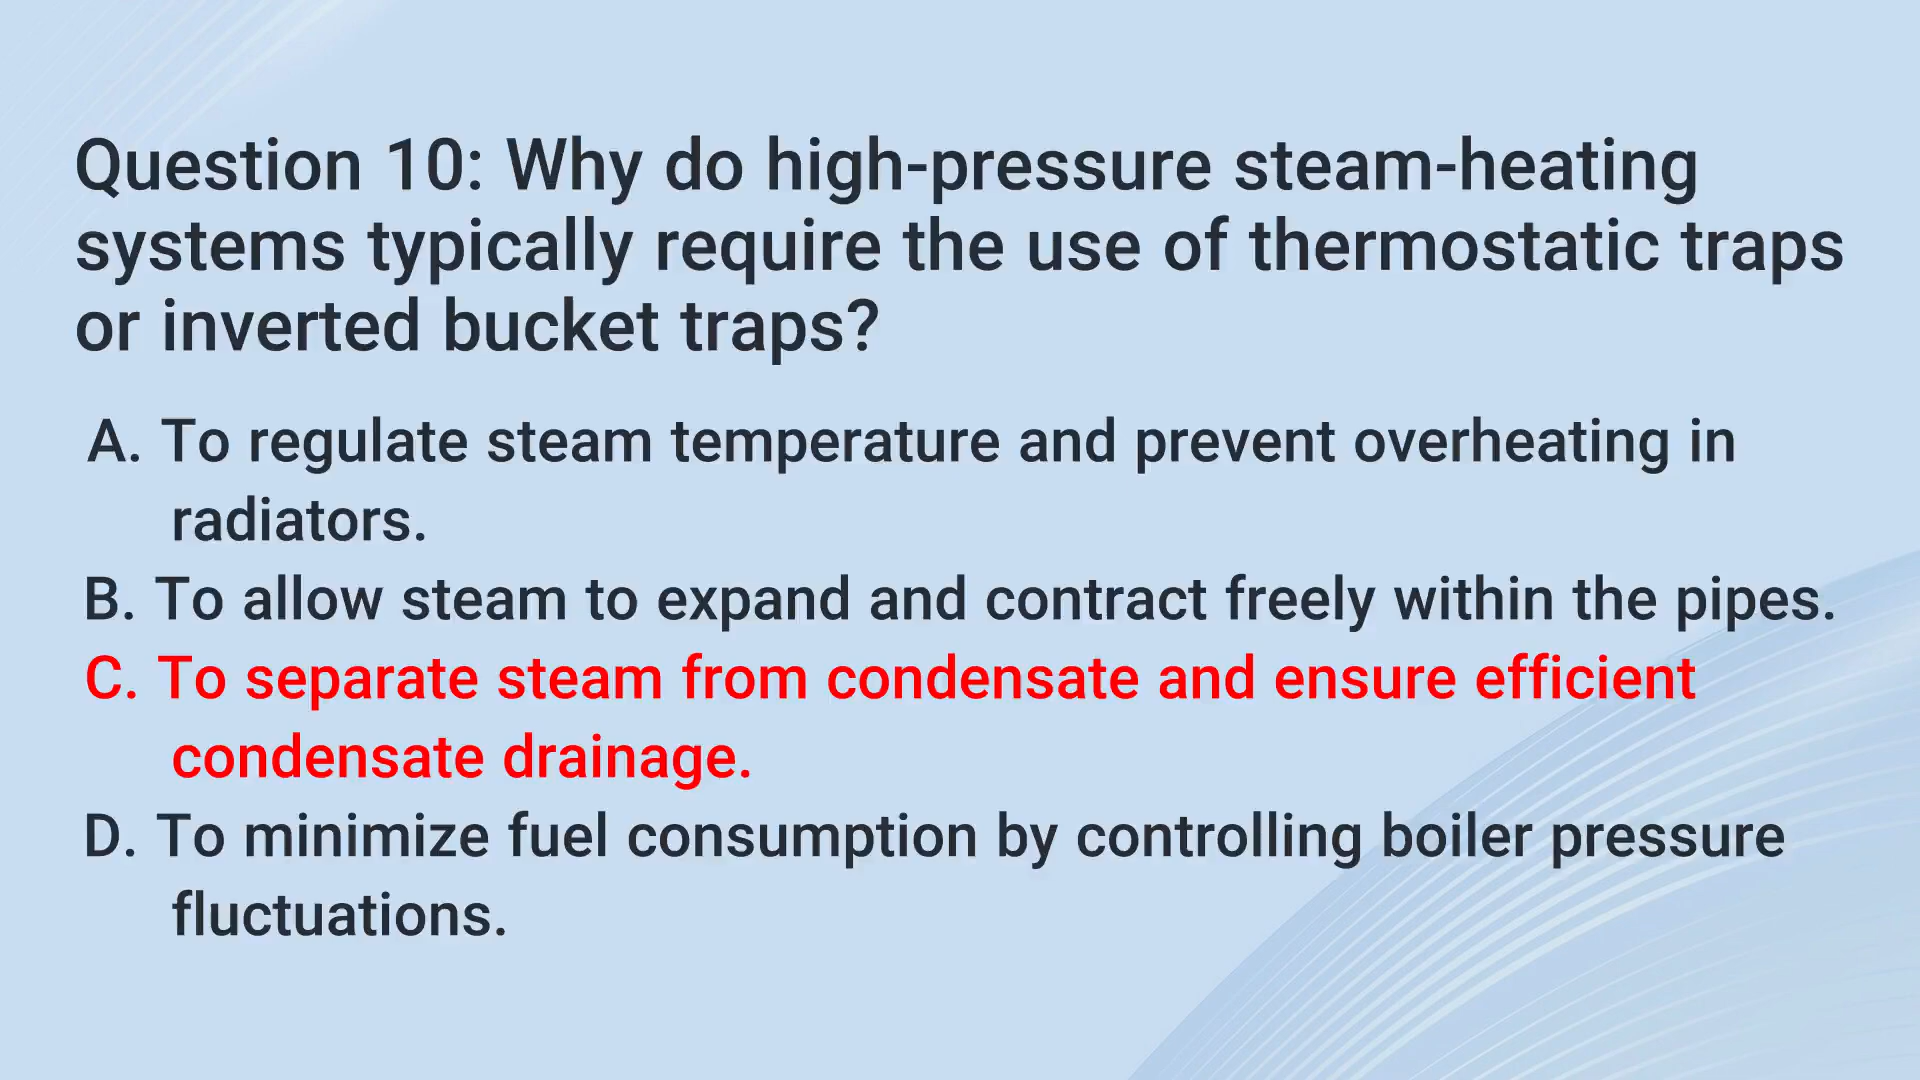 Question 10: Why do high-pressure steam-heating
systems typically require the use of thermostatic traps
or inverted bucket traps?
A. To regulate steam temperature and prevent overheating in
radiators.
B. To allow steam to expand and contract freely within the pipes.
C. To separate steam from condensate and ensure efficient
condensate drainage.
D. To minimize fuel consumption by controlling boiler pressure
fluctuations.